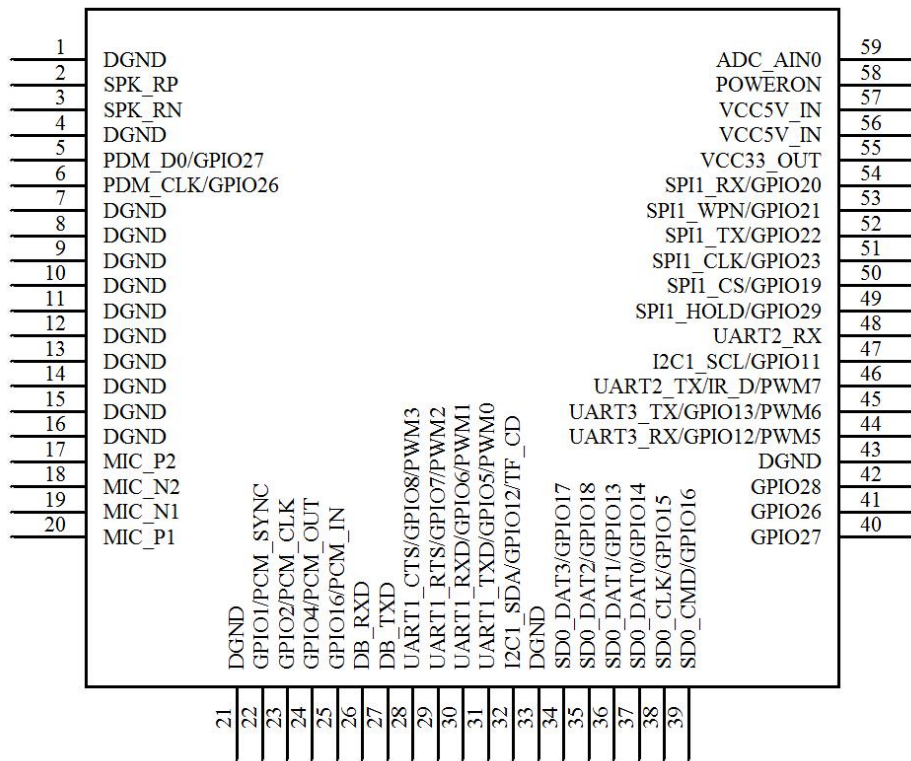 1 DGND
2 SPK_RP
3 SPK_RN
4 DGND
5 PDM_D0/GPIO27
6 PDM_CLK/GPIO26
7 DGND
8 DGND
9 DGND
10 DGND
11 DGND
12 DGND
13 DGND
14 DGND
15 DGND
16 DGND
17 MIC_P2
18 MIC_N2
19 MIC_N1
20 MIC_P1
21 DGND
22 GPIO1/PCM_SYNC
23 GPIO2/PCM_CLK
24 GPIO4/PCM_OUT
25 GPIO16/PCM_IN
26 DB_RXD
27 DB_TXD
28 UART1_CTS/GPIO8/PWM3
29 UART1_RTS/GPIO7/PWM2
30 UART1_RXD/GPIO6/PWM1
31 UART1_TXD/GPIO5/PWM0
32 I2C1_SDA/GPIO12/TF_CD
33 DGND
34 SD0_DAT3/GPIO17
35 SD0_DAT2/GPIO18
36 SD0_DAT1/GPIO13
37 SD0_DAT0/GPIO14
38 SD0_CLK/GPIO15
39 SD0_CMD/GPIO16
ADC_AIN0 59
POWERON 58
VCC5V_IN 57
VCC5V_IN 56
VCC33_OUT 55
SPI1_RX/GPIO20 54
SPI1_WPN/GPIO21 53
SPI1_TX/GPIO22 52
SPI1_CLK/GPIO23 51
SPI1_CS/GPIO19 50
SPI1_HOLD/GPIO29 49
UART2_RX 48
I2C1_SCL/GPIO11 47
UART2_TX/IR_D/PWM7 46
UART3_TX/GPIO13/PWM6 45
UART3_RX/GPIO12/PWM5 44
DGND 43
GPIO28 42
GPIO26 41
GPIO27 40